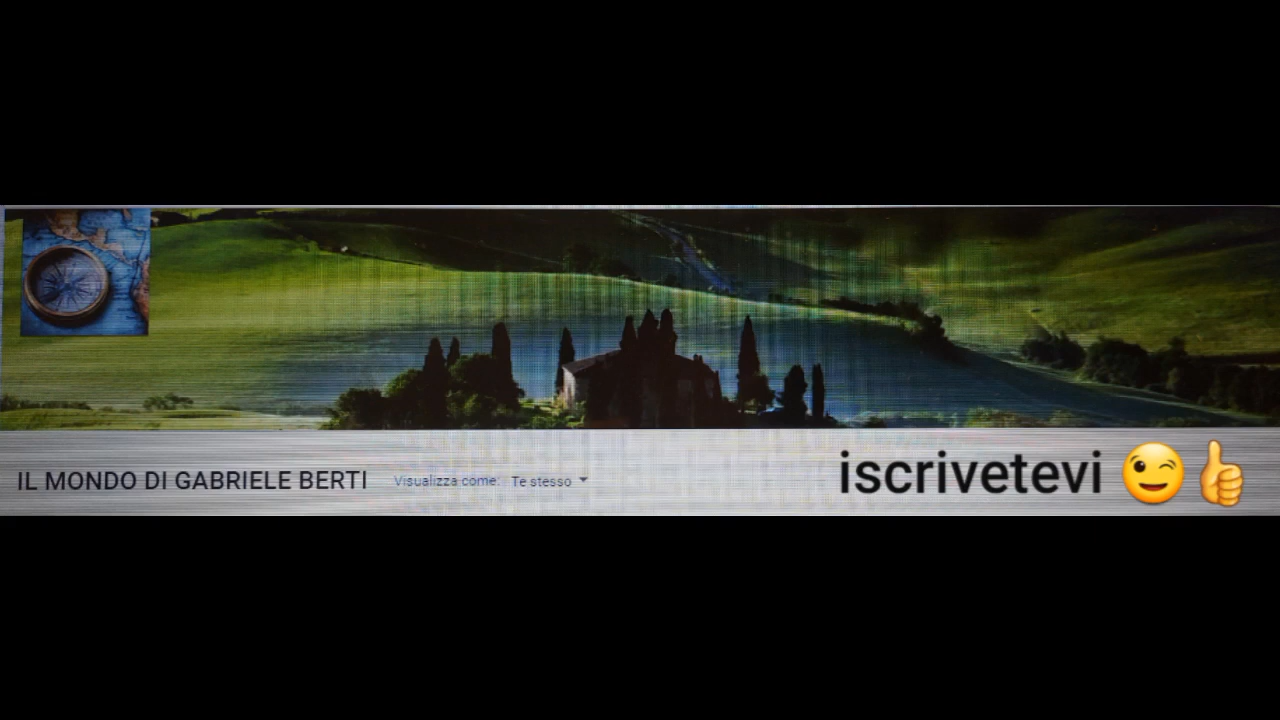 IL MONDO DI GABRIELE BERTI Visualizza come: Te stesso iscrivetevi 😉👍